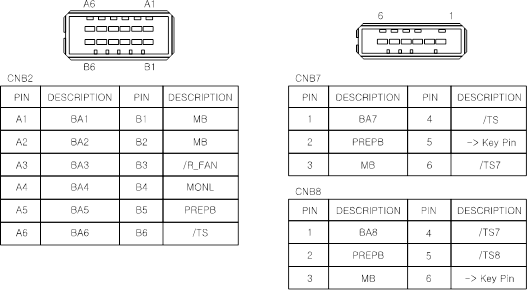 A6 A1
B6 B1
CNB2
PIN DESCRIPTION PIN DESCRIPTION
A1 BA1 B1 MB
A2 BA2 B2 MB
A3 BA3 B3 /R_FAN
A4 BA4 B4 MONL
A5 BA5 B5 PREPB
A6 BA6 B6 /TS
6 1
CNB7
PIN DESCRIPTION PIN DESCRIPTION
1 BA7 4 /TS
2 PREPB 5 -> Key Pin
3 MB 6 /TS7
CNB8
PIN DESCRIPTION PIN DESCRIPTION
1 BA8 4 /TS7
2 PREPB 5 /TS8
3 MB 6 -> Key Pin